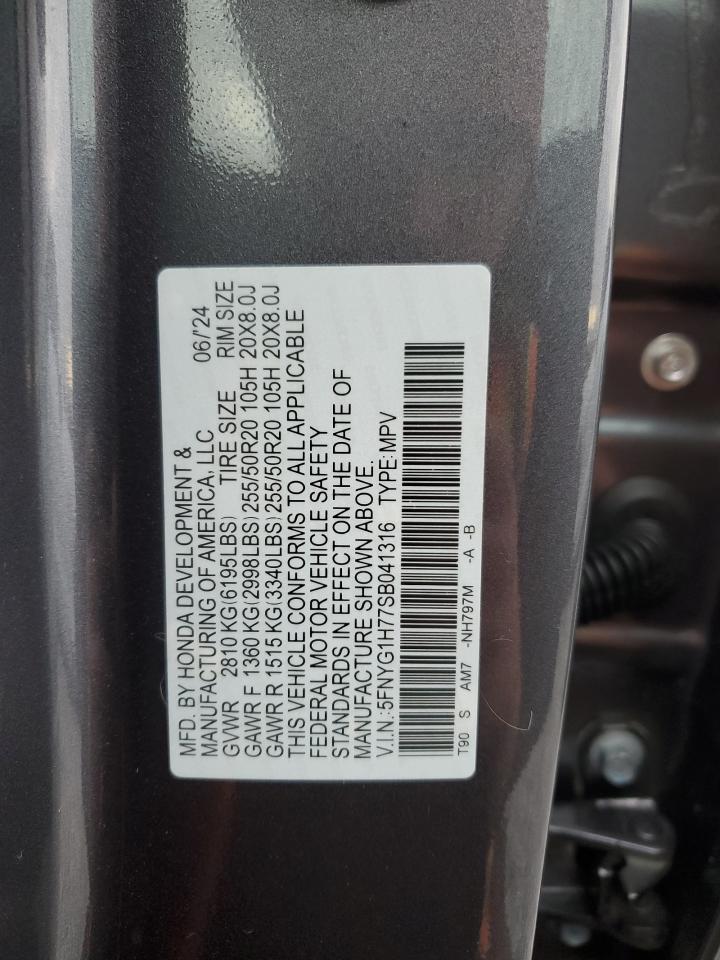 MFD. BY HONDA DEVELOPMENT & 06/'24
MANUFACTURING OF AMERICA, LLC
GVWR 2810 KG(6195LBS) TIRE SIZE RIM SIZE
GAWR F 1360 KG(2998LBS)255/50R20 105H 20X8.0J
GAWR R 1515 KG(3340LBS)255/50R20 105H 20X8.0J
THIS VEHICLE CONFORMS TO ALL APPLICABLE
FEDERAL MOTOR VEHICLE SAFETY
STANDARDS IN EFFECT ON THE DATE OF
MANUFACTURE SHOWN ABOVE.
V.I.N.:5FNYG1H77SB041316 TYPE:MPV
T90 S AM7 -NH797M -A -B